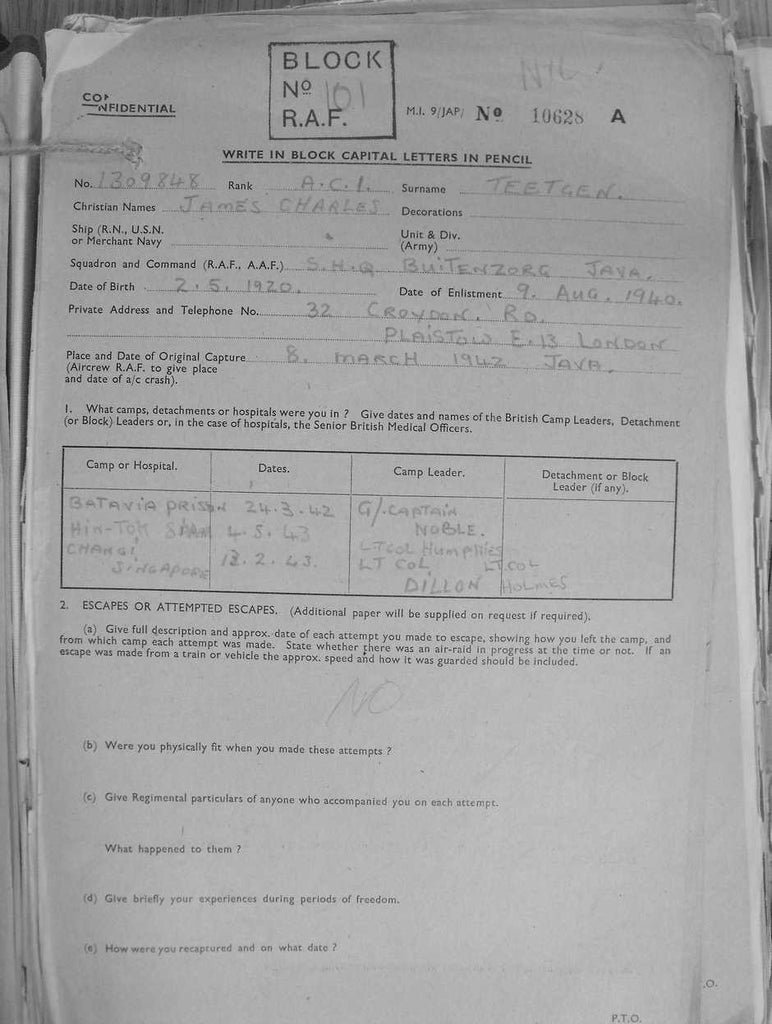 BLOCK
Nº 101
R.A.F.
NIL
CONFIDENTIAL
M.I. 9/JAP/ Nº 10628 A
WRITE IN BLOCK CAPITAL LETTERS IN PENCIL
No. 1309848 Rank A.C.1. Surname TEETGEN.
Christian Names JAMES CHARLES Decorations
Ship (R.N., U.S.N. or Merchant Navy
Unit & Div. (Army)
Squadron and Command (R.A.F., A.A.F.) S.H.Q BUITENZORG JAVA.
Date of Birth 2.5.1920. Date of Enlistment 9. AUG. 1940.
Private Address and Telephone No. 32 CROYDON. RD.
PLAISTOW E.13 LONDON
Place and Date of Original Capture 8. MARCH 1942 JAVA.
(Aircrew R.A.F. to give place
and date of a/c crash).
1. What camps, detachments or hospitals were you in ? Give dates and names of the British Camp Leaders, Detachment
(or Block) Leaders or, in the case of hospitals, the Senior British Medical Officers.
Camp or Hospital. Dates. Camp Leader. Detachment or Block
Leader (if any).
BATAVIA PRISON 24.3.42 G/.CAPTAIN
NOBLE.
HIN-TOK SIAM 4.5.43 LTCOL HUMPHIES
CHANGI 13.2.43. LT COL. LT.COL
SINGAPORE DILLON HOLMES
2. ESCAPES OR ATTEMPTED ESCAPES. (Additional paper will be supplied on request if required).
(a) Give full description and approx. date of each attempt you made to escape, showing how you left the camp, and
from which camp each attempt was made. State whether there was an air-raid in progress at the time or not. If an
escape was made from a train or vehicle the approx. speed and how it was guarded should be included.
NO
(b) Were you physically fit when you made these attempts ?
(c) Give Regimental particulars of anyone who accompanied you on each attempt.
What happened to them ?
(d) Give briefly your experiences during periods of freedom.
(e) How were you recaptured and on what date ?
.O.
P.T.O.